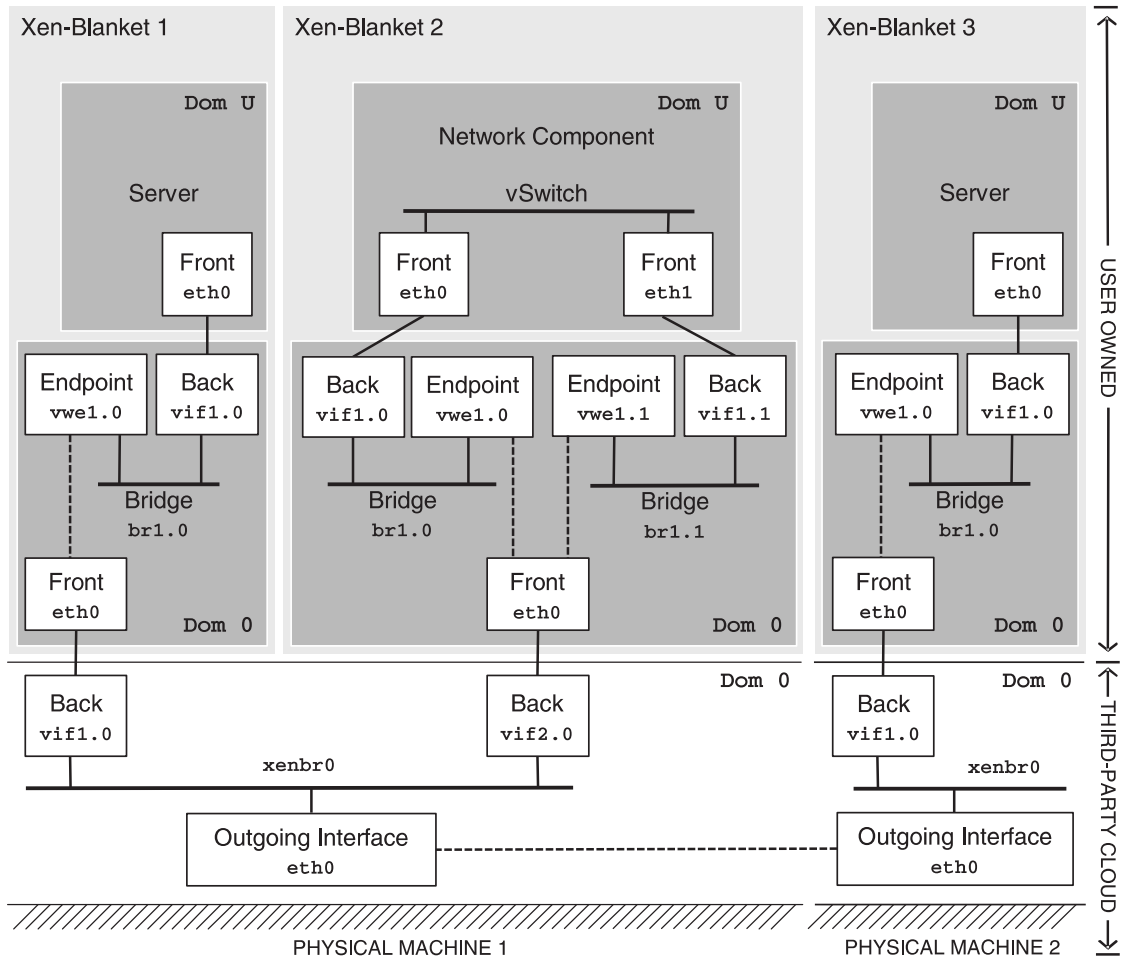 Xen-Blanket 1
Dom U
Server
Front
eth0
Endpoint
vwe1.0
Back
vif1.0
Bridge
br1.0
Front
eth0
Dom 0
Xen-Blanket 2
Dom U
Network Component
vSwitch
Front
eth0
Front
eth1
Back
vif1.0
Endpoint
vwe1.0
Endpoint
vwe1.1
Back
vif1.1
Bridge
br1.0
Bridge
br1.1
Front
eth0
Dom 0
Xen-Blanket 3
Dom U
Server
Front
eth0
Endpoint
vwe1.0
Back
vif1.0
Bridge
br1.0
Front
eth0
Dom 0
USER OWNED
Dom 0
Back
vif1.0
Back
vif2.0
xenbr0
Outgoing Interface
eth0
PHYSICAL MACHINE 1
Dom 0
Back
vif1.0
xenbr0
Outgoing Interface
eth0
PHYSICAL MACHINE 2
THIRD-PARTY CLOUD